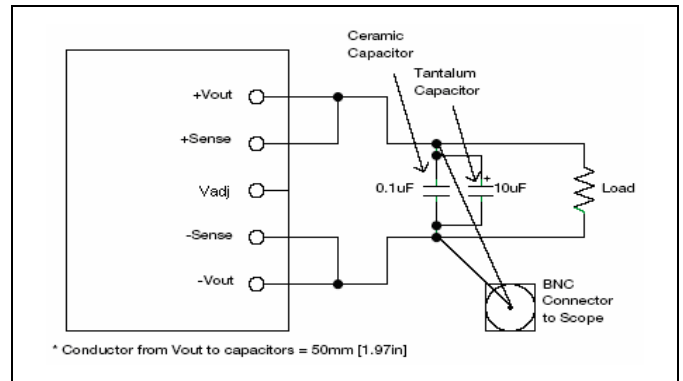 Ceramic
Capacitor
Tantalum
Capacitor
+Vout
+Sense
Vadj
-Sense
-Vout
0.1uF
+
10uF
Load
BNC
Connector
to Scope
* Conductor from Vout to capacitors = 50mm [1.97in]